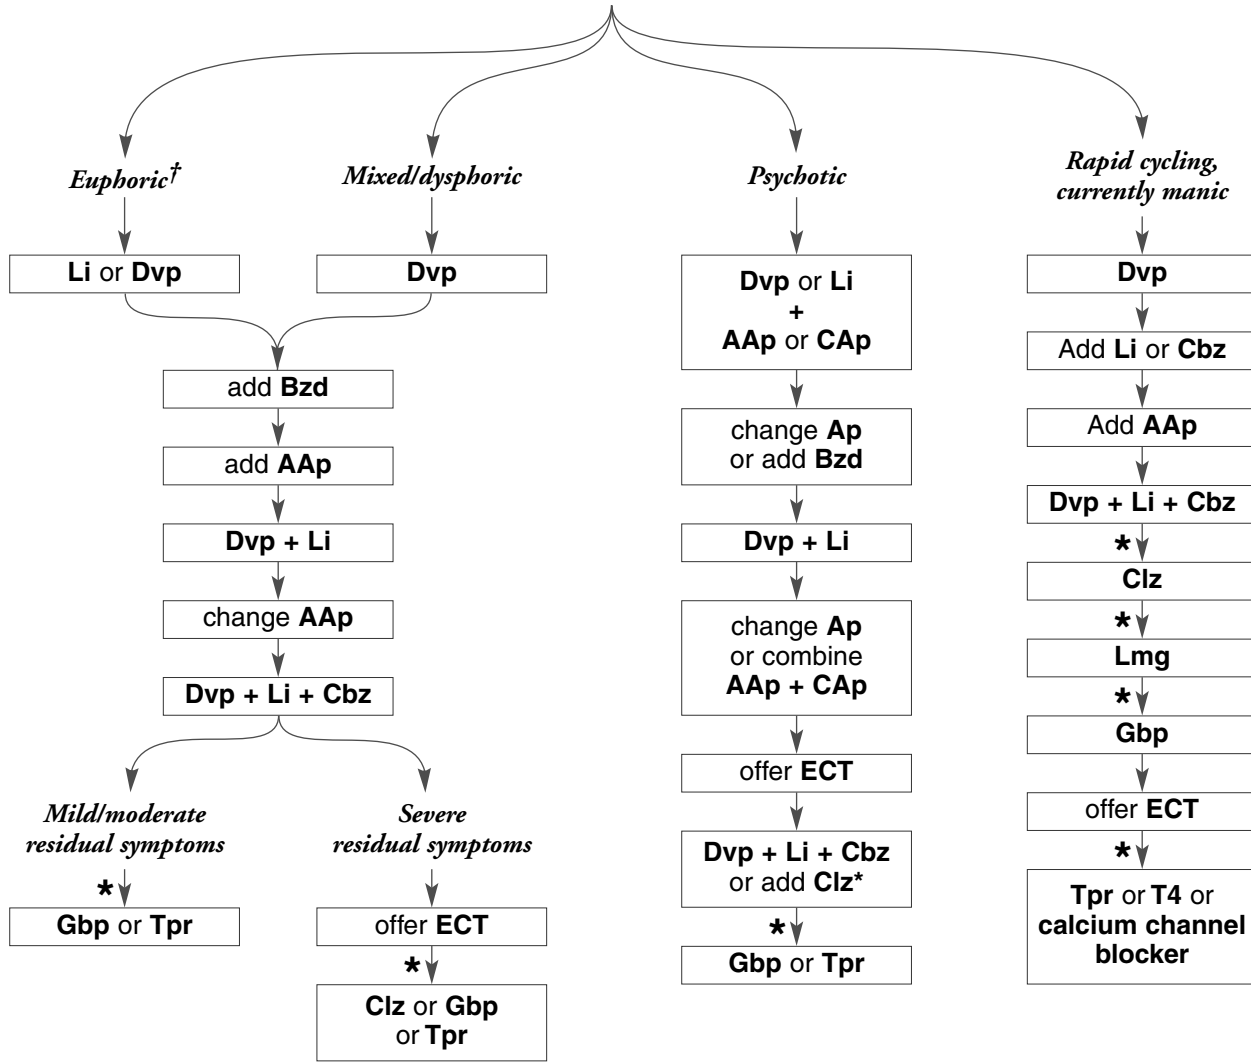 Euphoric†
Li or Dvp
Mixed/dysphoric
Dvp
add Bzd
add AAp
Dvp + Li
change AAp
Dvp + Li + Cbz
Mild/moderate
residual symptoms
*
Gbp or Tpr
Severe
residual symptoms
offer ECT
*
Clz or Gbp
or Tpr
Psychotic
Dvp or Li
+
AAp or CAp
change Ap
or add Bzd
Dvp + Li
change Ap
or combine
AAp + CAp
offer ECT
Dvp + Li + Cbz
or add Clz*
*
Gbp or Tpr
Rapid cycling,
currently manic
Dvp
Add Li or Cbz
Add AAp
Dvp + Li + Cbz
*
Clz
*
Lmg
*
Gbp
offer ECT
*
Tpr or T4 or
calcium channel
blocker